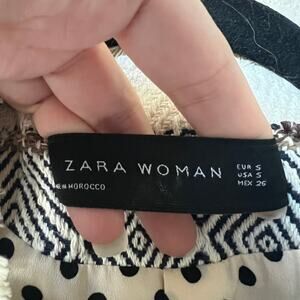 ZARA WOMAN
EUR S
USA S
MEX 26
MOROCCO